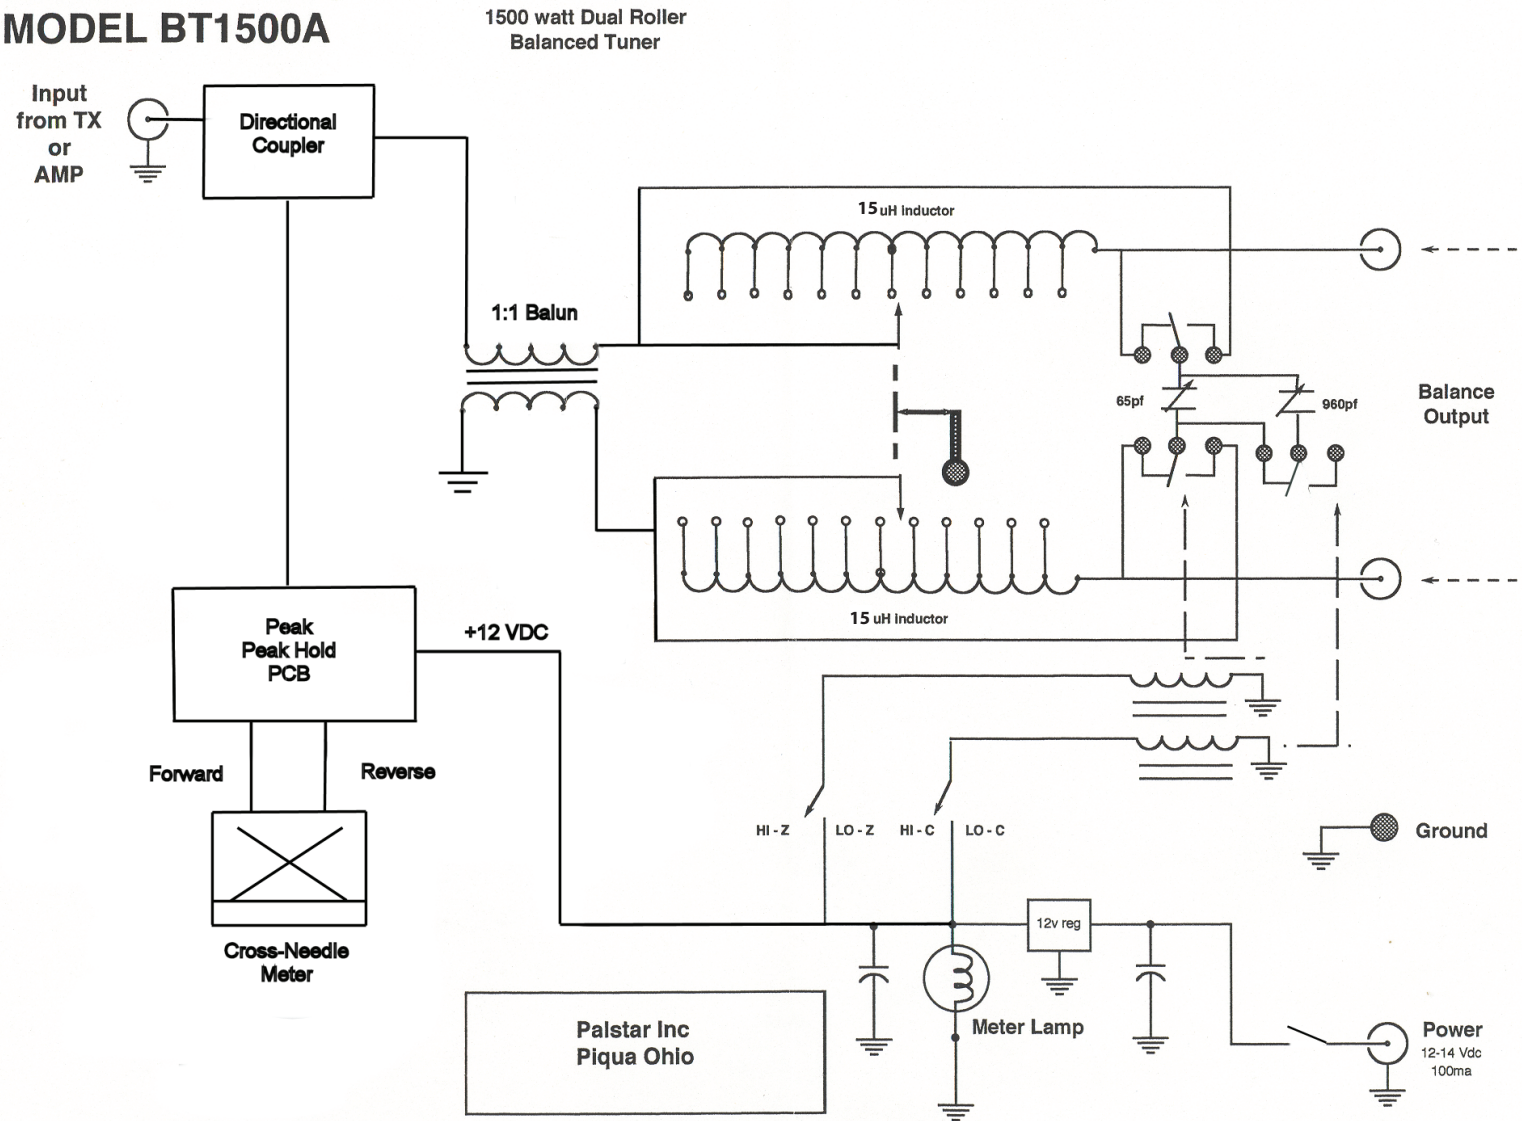 MODEL BT1500A
1500 watt Dual Roller
Balanced Tuner
Input
from TX
or
AMP
Directional
Coupler
15 uH inductor
1:1 Balun
65pf
960pf
Balance
Output
15 uH inductor
+12 VDC
Peak
Peak Hold
PCB
Forward
Reverse
HI - Z
LO - Z
HI - C
LO - C
Ground
12v reg
Cross-Needle
Meter
Meter Lamp
Palstar Inc
Piqua Ohio
Power
12-14 Vdc
100ma